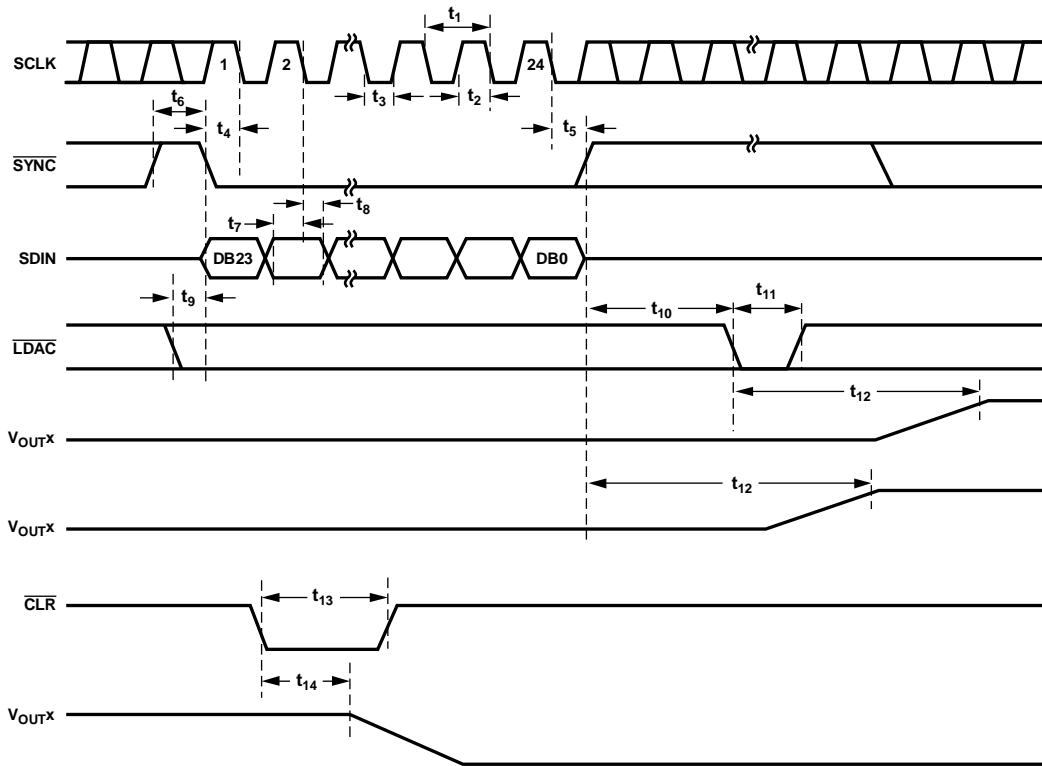 t1
SCLK
1
2
24
t3
t2
t6
t4
t5
SYNC
t7
t8
SDIN
DB23
DB0
t9
t10
t11
LDAC
t12
VOUTx
t12
VOUTx
t13
CLR
t14
VOUTx